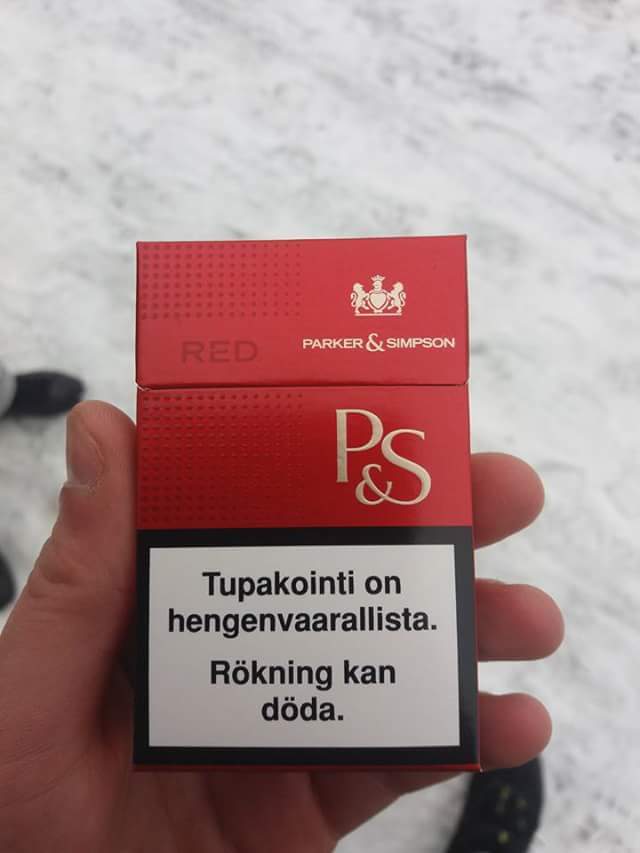 RED
PARKER & SIMPSON
P&S
Tupakointi on
hengenvaarallista.
Rökning kan
döda.